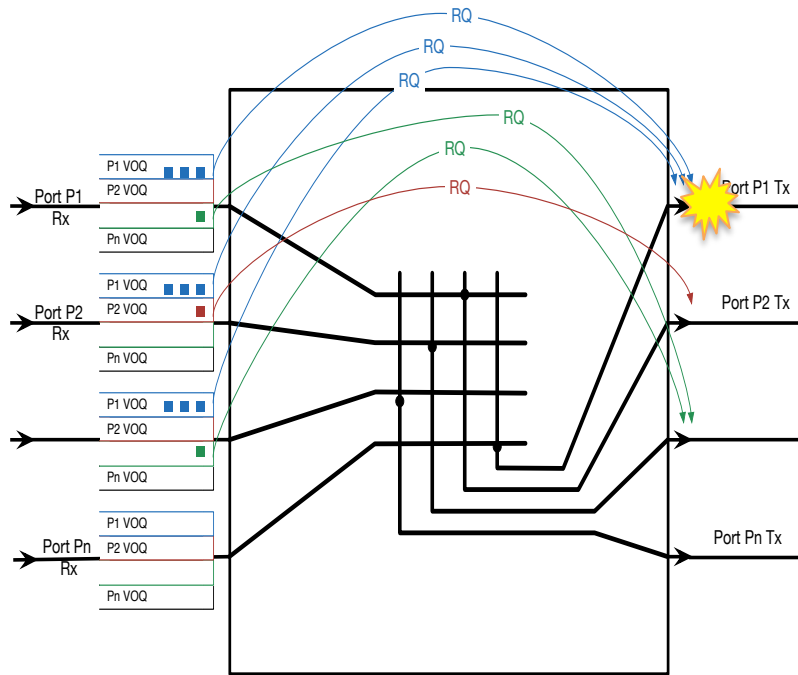 RQ
RQ
RQ
RQ
RQ
RQ
P1 VOQ
P2 VOQ
Pn VOQ
Port P1
Rx
Port P1 Tx
P1 VOQ
P2 VOQ
Pn VOQ
Port P2
Rx
Port P2 Tx
P1 VOQ
P2 VOQ
Pn VOQ
P1 VOQ
P2 VOQ
Pn VOQ
Port Pn
Rx
Port Pn Tx